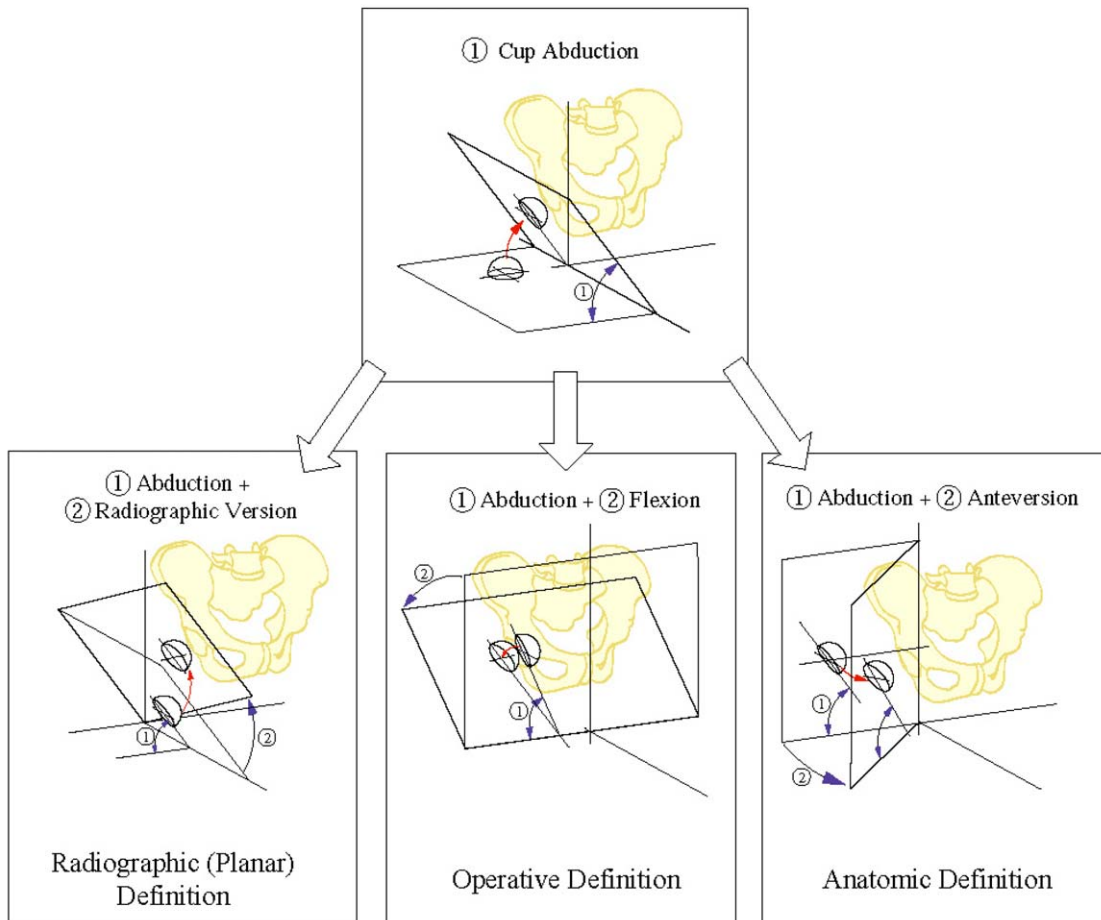 ① Cup Abduction
①
① Abduction +
② Radiographic Version
①
②
Radiographic (Planar)
Definition
① Abduction + ② Flexion
②
①
Operative Definition
① Abduction + ② Anteversion
①
②
Anatomic Definition